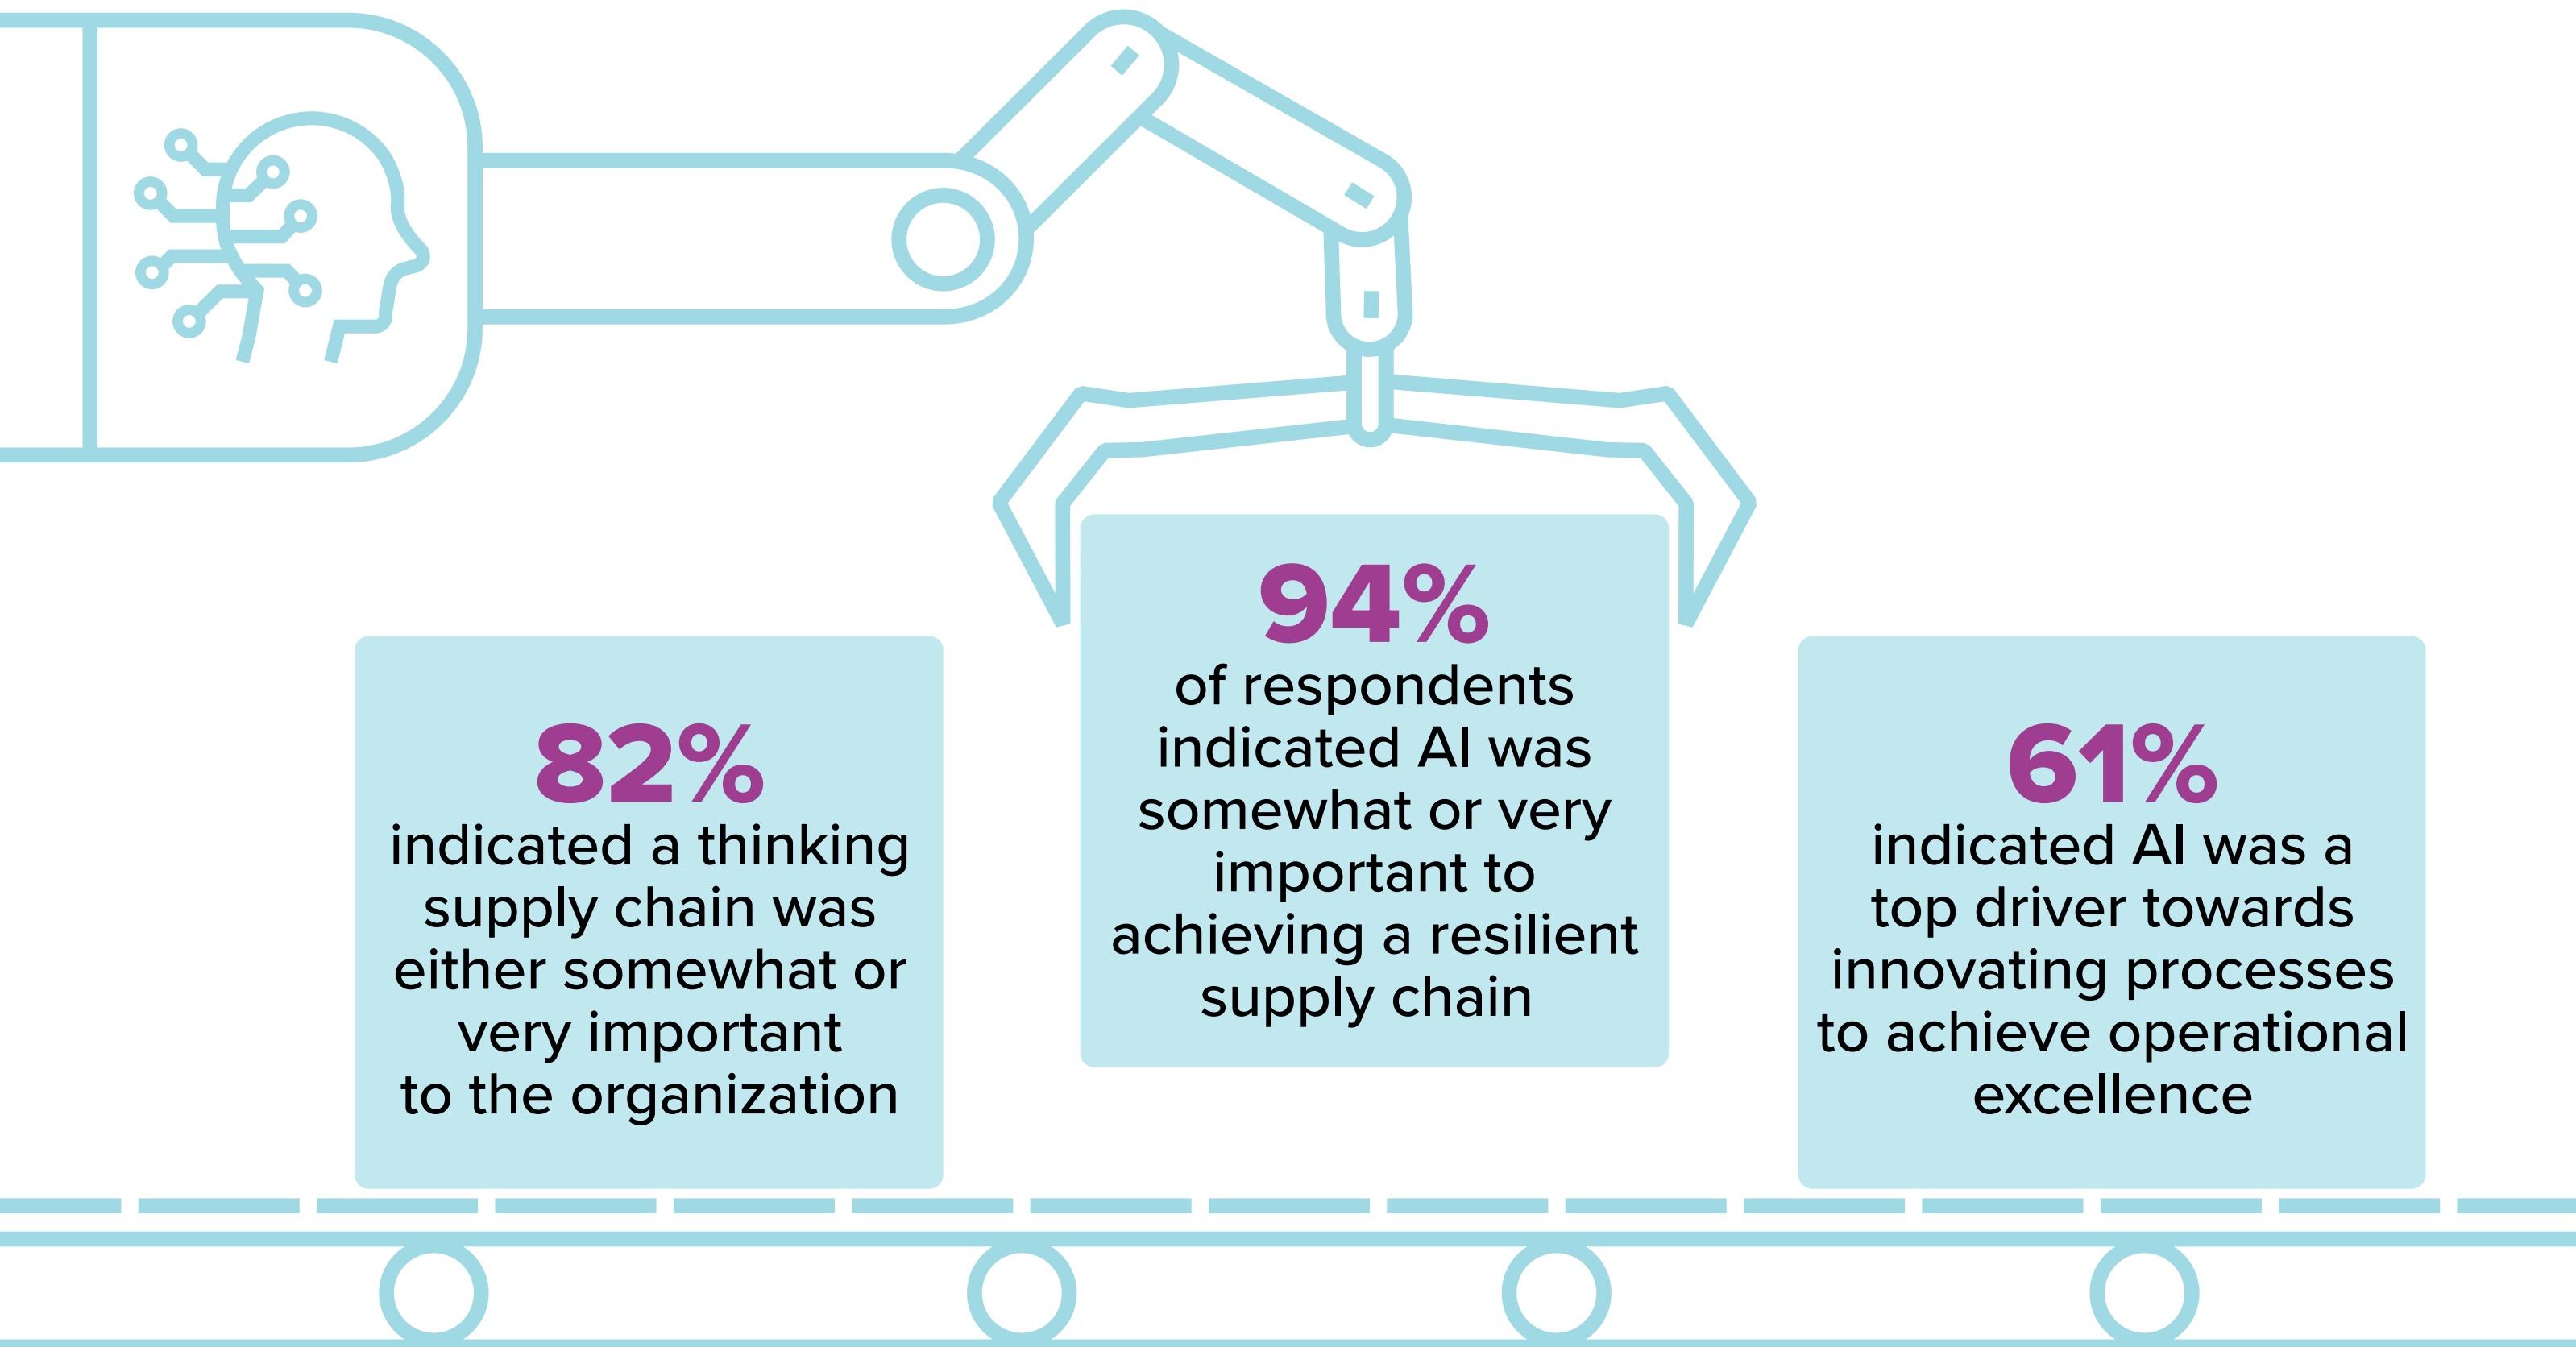 82%
indicated a thinking
supply chain was
either somewhat or
very important
to the organization
94%
of respondents
indicated AI was
somewhat or very
important to
achieving a resilient
supply chain
61%
indicated AI was a
top driver towards
innovating processes
to achieve operational
excellence